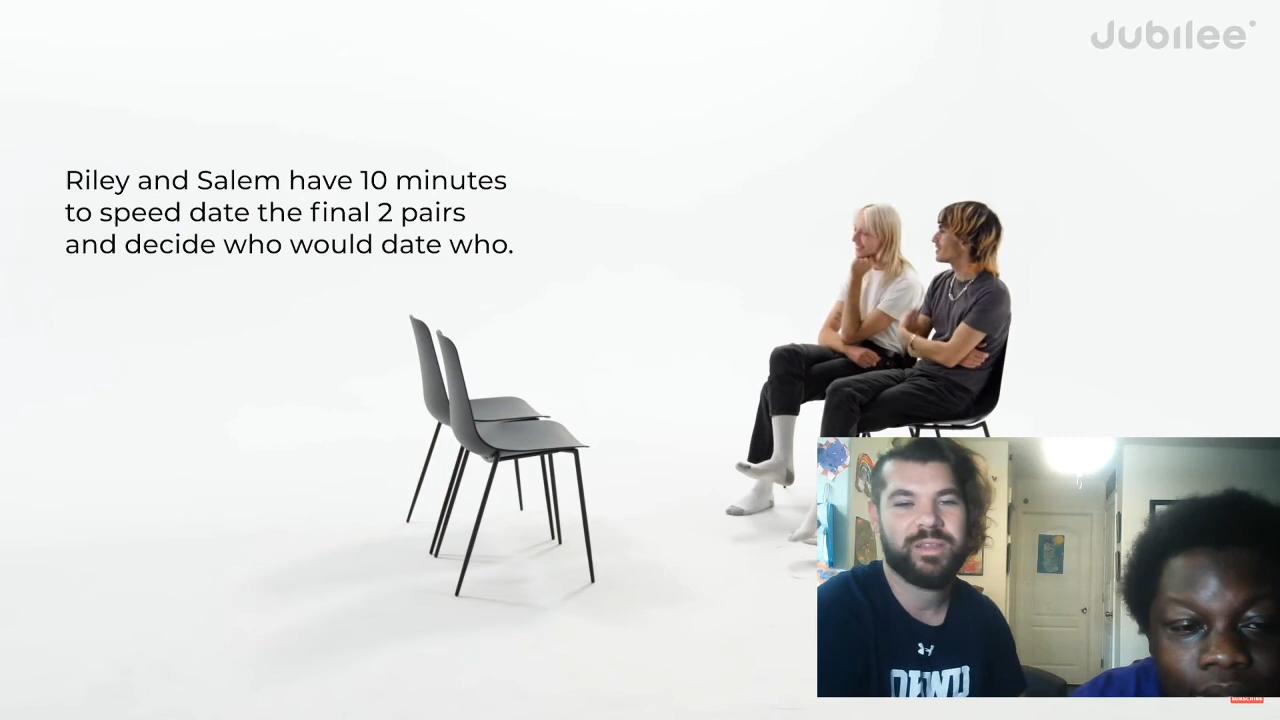 Jubilee
Riley and Salem have 10 minutes
to speed date the final 2 pairs
and decide who would date who.
SUBSCRIBE